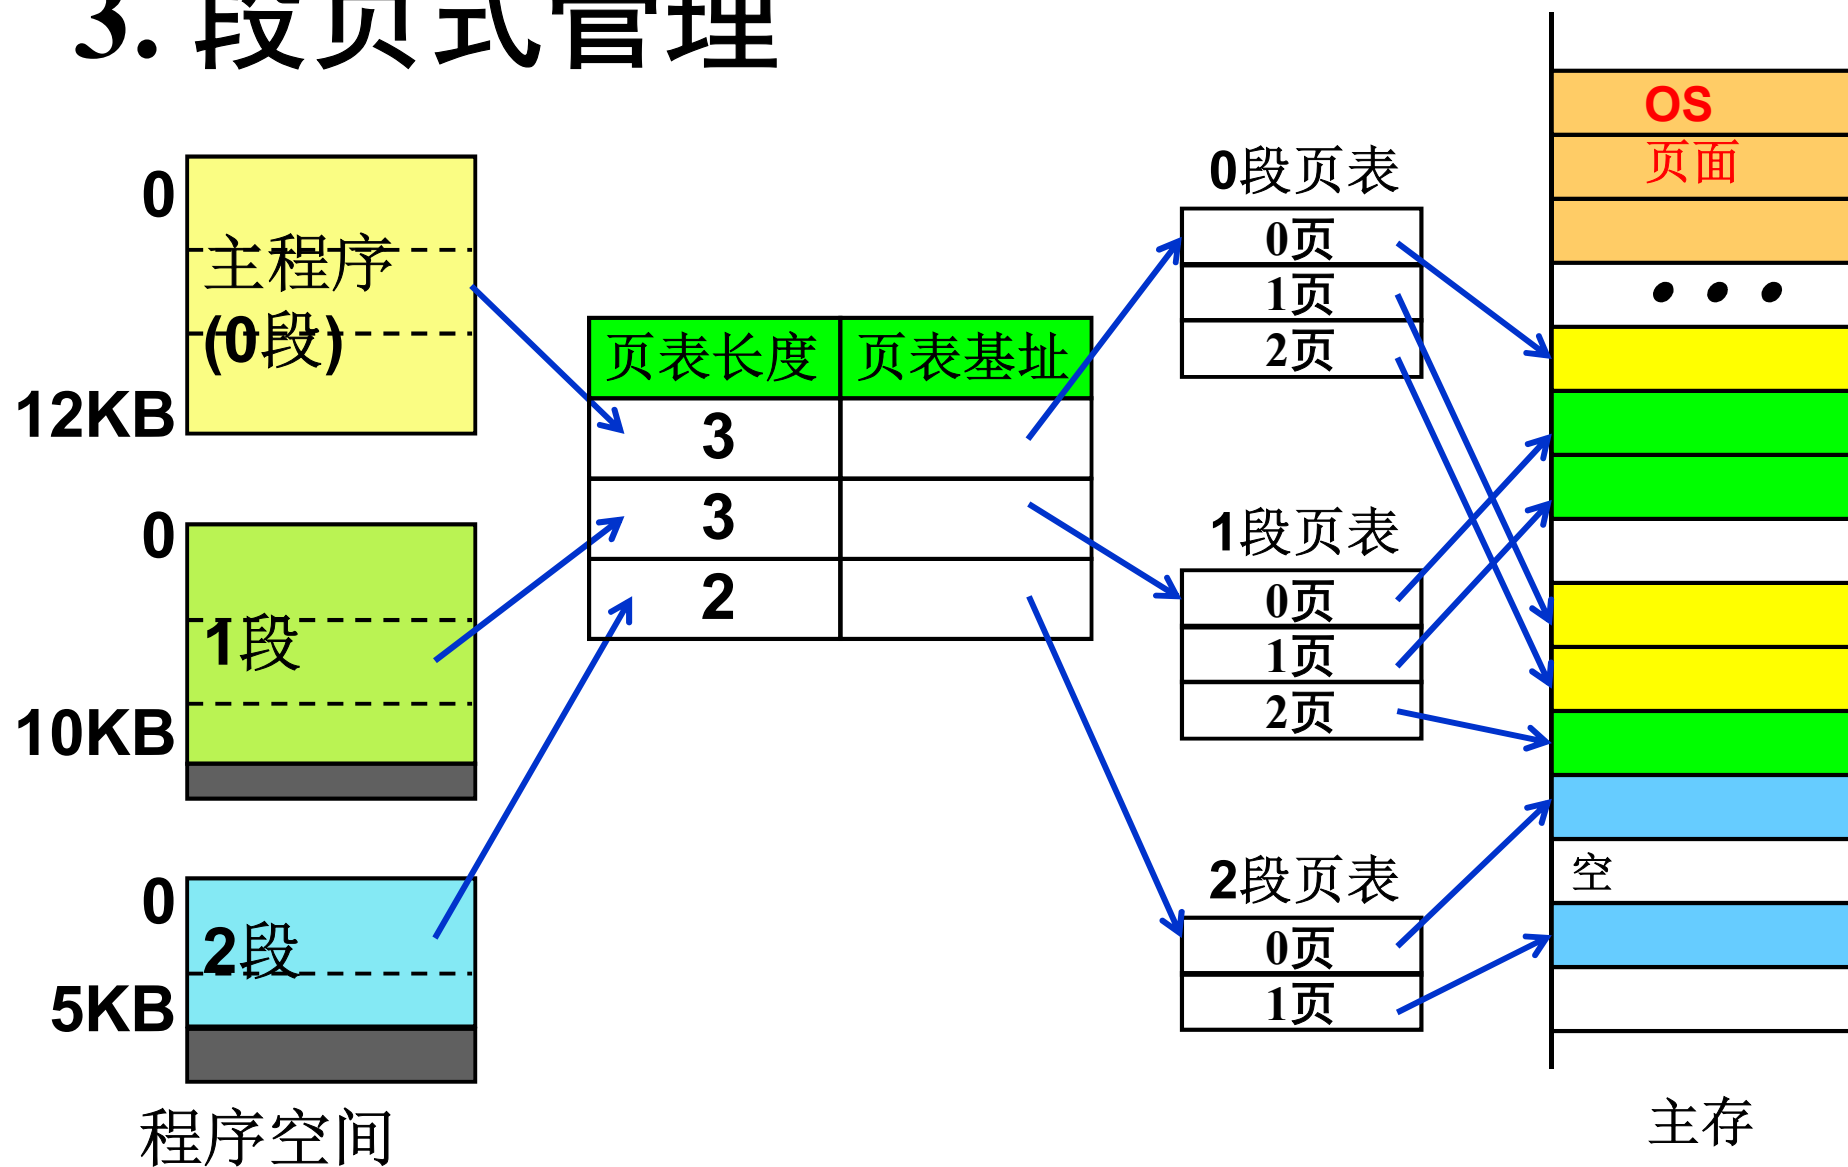 3. 段页式管理
0
主程序
(0段)
12KB
0
1段
10KB
0
2段
5KB
程序空间
页表长度 页表基址
3
3
2
0段页表
0页
1页
2页
1段页表
0页
1页
2页
2段页表
0页
1页
OS
页面
• • •
空
主存